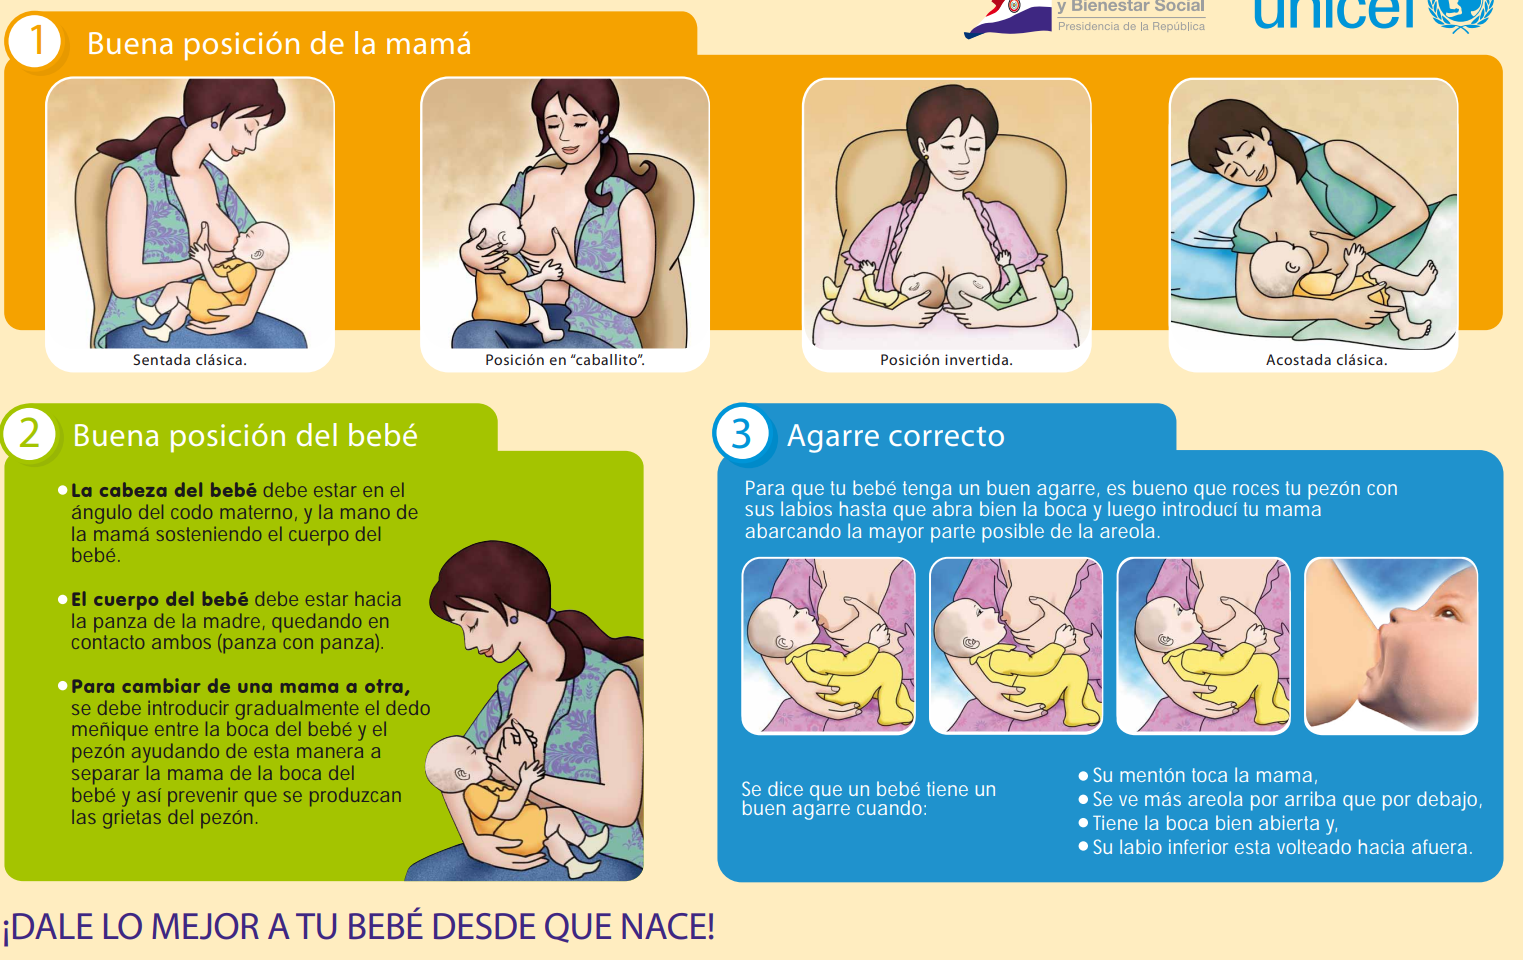 y Bienestar Social
Presidencia de la República
unicef
1
Buena posición de la mamá
Sentada clásica.
Posición en “caballito”.
Posición invertida.
Acostada clásica.
2
Buena posición del bebé
La cabeza del bebé debe estar en el
ángulo del codo materno, y la mano de
la mamá sosteniendo el cuerpo del
bebé.
El cuerpo del bebé debe estar hacia
la panza de la madre, quedando en
contacto ambos (panza con panza).
Para cambiar de una mama a otra,
se debe introducir gradualmente el dedo
meñique entre la boca del bebé y el
pezón ayudando de esta manera a
separar la mama de la boca del
bebé y así prevenir que se produzcan
las grietas del pezón.
3
Agarre correcto
Para que tu bebé tenga un buen agarre, es bueno que roces tu pezón con
sus labios hasta que abra bien la boca y luego introducí tu mama
abarcando la mayor parte posible de la areola.
Se dice que un bebé tiene un
buen agarre cuando:
Su mentón toca la mama,
Se ve más areola por arriba que por debajo,
Tiene la boca bien abierta y,
Su labio inferior esta volteado hacia afuera.
¡DALE LO MEJOR A TU BEBÉ DESDE QUE NACE!